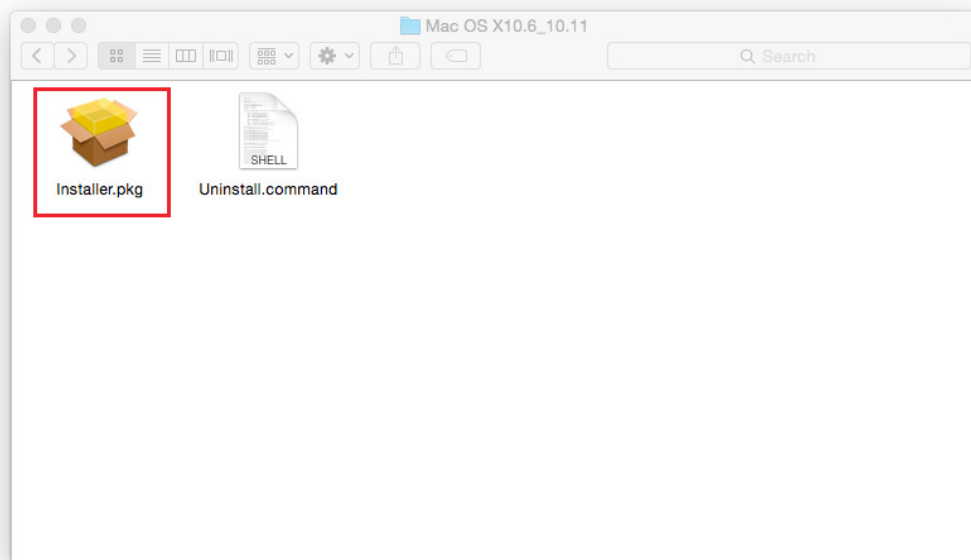 Mac OS X10.6_10.11
Search
SHELL
Installer.pkg
Uninstall.command